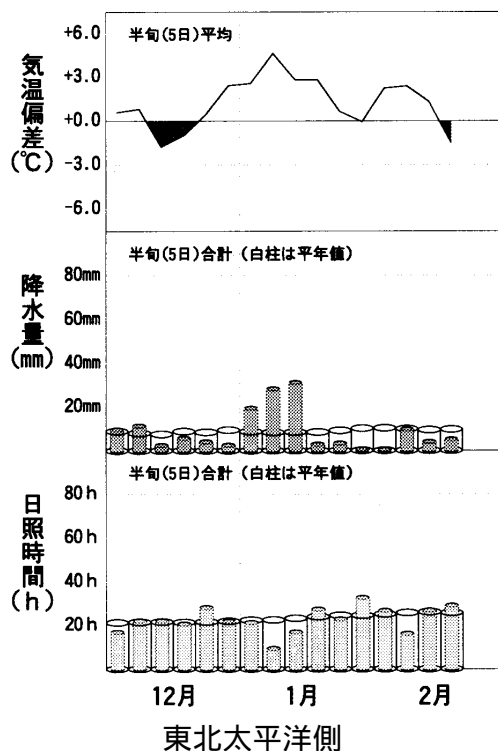 気温偏差
(℃)
半旬(5日)平均
+6.0
+3.0
+0.0
-3.0
-6.0
降水量
(mm)
半旬(5日)合計 (白柱は平年値)
80mm
60mm
40mm
20mm
日照時間
(h)
半旬(5日)合計 (白柱は平年値)
80h
60h
40h
20h
12月 1月 2月
東北太平洋側